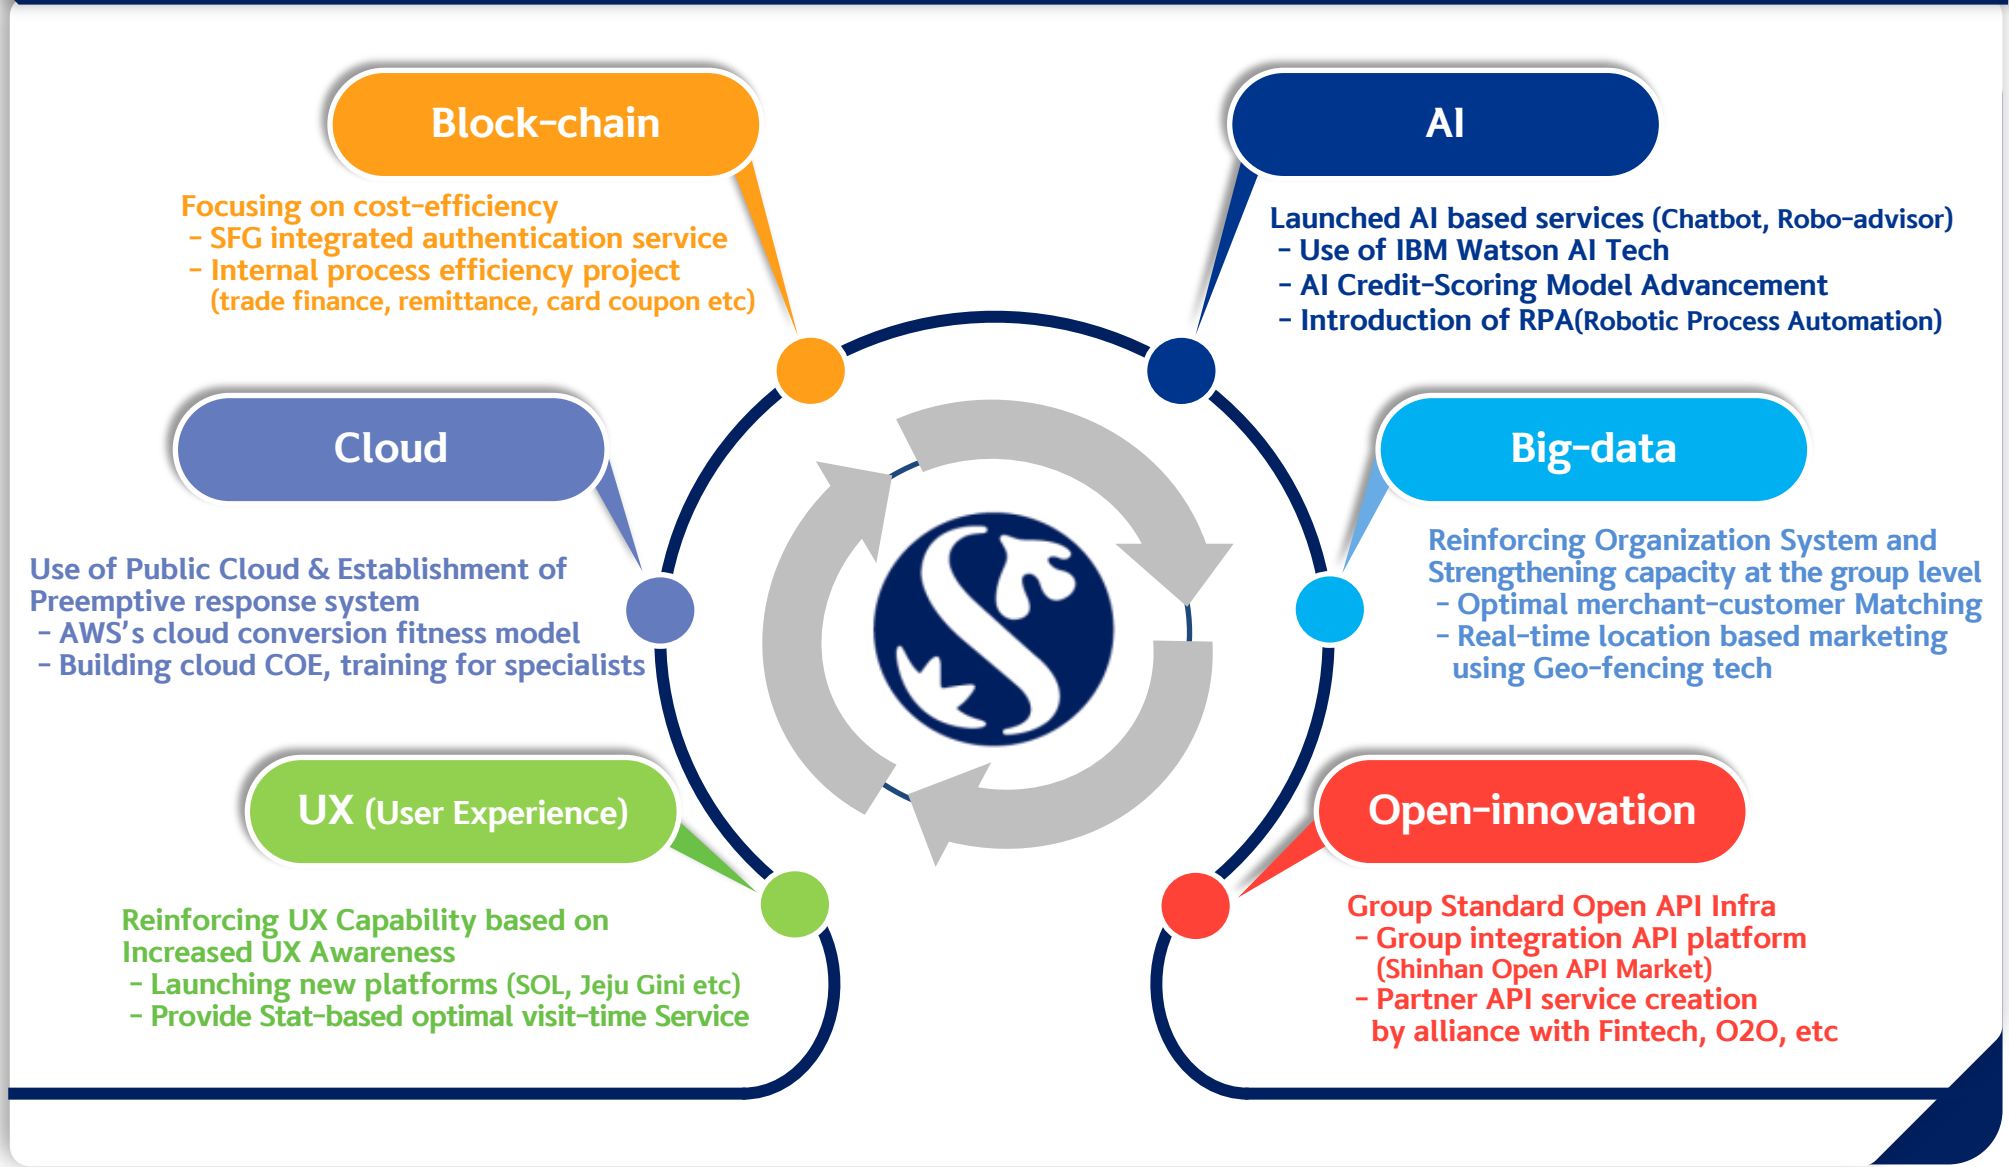 Block-chain
Focusing on cost-efficiency
- SFG integrated authentication service
- Internal process efficiency project
(trade finance, remittance, card coupon etc)
AI
Launched AI based services (Chatbot, Robo-advisor)
- Use of IBM Watson AI Tech
- AI Credit-Scoring Model Advancement
- Introduction of RPA(Robotic Process Automation)
Cloud
Use of Public Cloud & Establishment of
Preemptive response system
- AWS's cloud conversion fitness model
- Building cloud COE, training for specialists
Big-data
Reinforcing Organization System and
Strengthening capacity at the group level
- Optimal merchant-customer Matching
- Real-time location based marketing
using Geo-fencing tech
UX (User Experience)
Reinforcing UX Capability based on
Increased UX Awareness
- Launching new platforms (SOL, Jeju Gini etc)
- Provide Stat-based optimal visit-time Service
Open-innovation
Group Standard Open API Infra
- Group integration API platform
(Shinhan Open API Market)
- Partner API service creation
by alliance with Fintech, O2O, etc